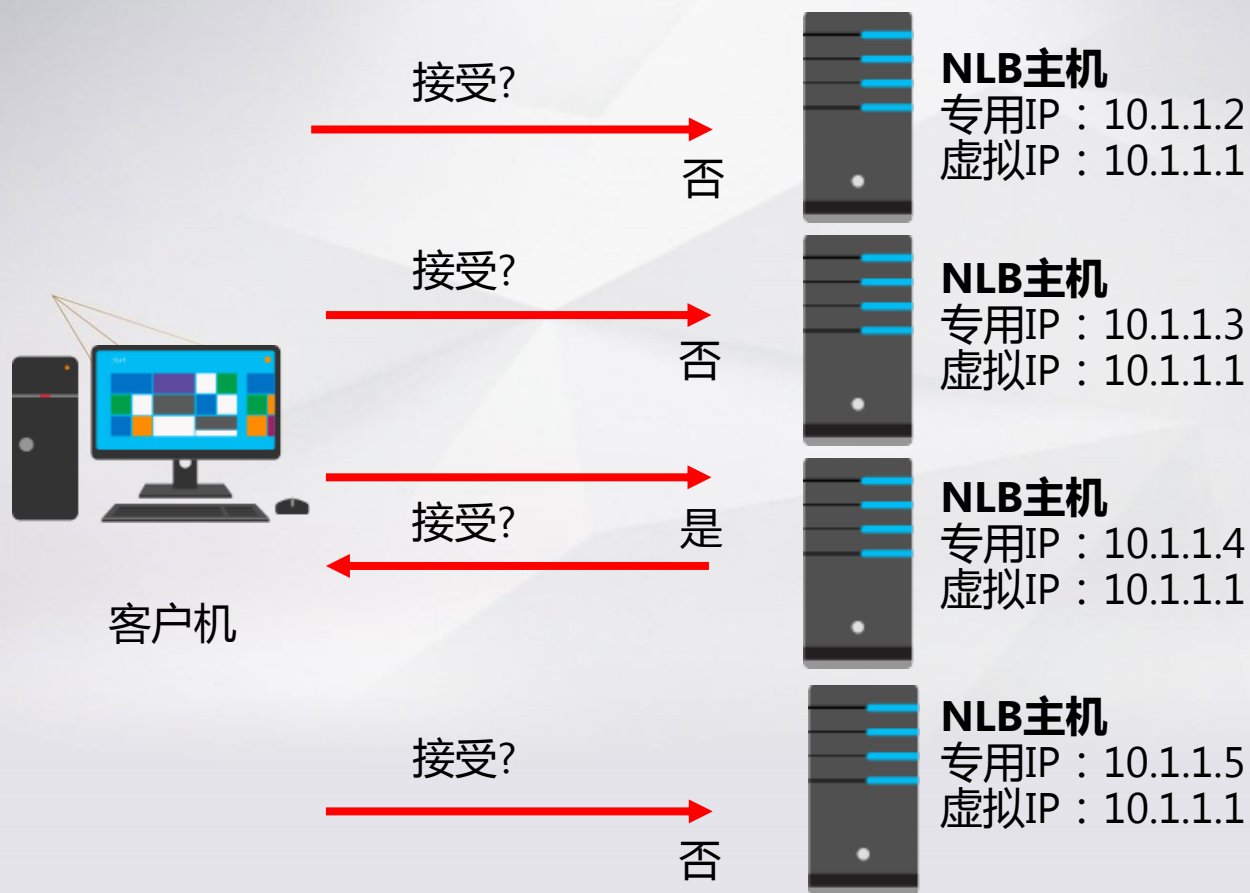 接受?
否
NLB主机
专用IP：10.1.1.2
虚拟IP：10.1.1.1
接受?
否
NLB主机
专用IP：10.1.1.3
虚拟IP：10.1.1.1
接受?
是
NLB主机
专用IP：10.1.1.4
虚拟IP：10.1.1.1
客户机
接受?
否
NLB主机
专用IP：10.1.1.5
虚拟IP：10.1.1.1